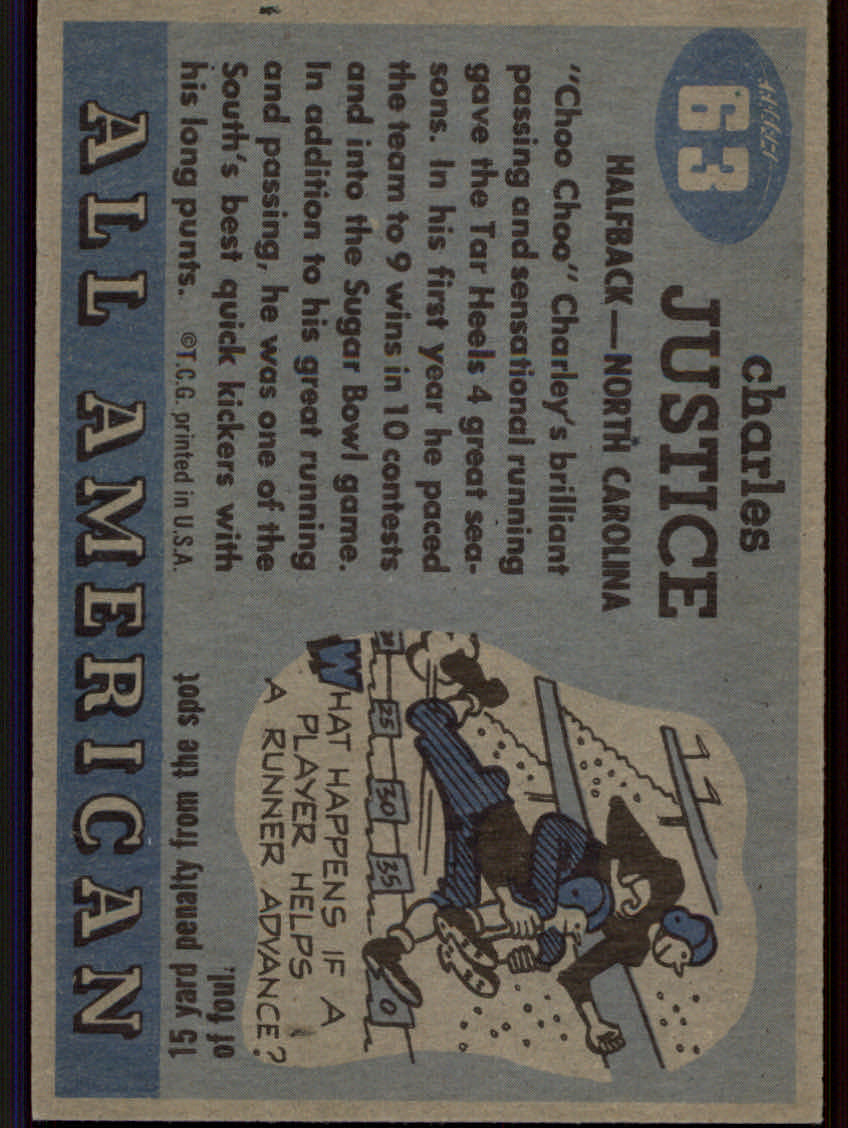 63
charles
JUSTICE
HALFBACK — NORTH CAROLINA
"Choo Choo" Charley's brilliant
passing and sensational running
gave the Tar Heels 4 great sea-
sons. In his first year he paced
the team to 9 wins in 10 contests
and into the Sugar Bowl game.
In addition to his great running
and passing, he was one of the
South's best quick kickers with
his long punts. ©T.C.G. printed in U.S.A.
25 30 35 0
WHAT HAPPENS IF A
PLAYER HELPS
A RUNNER ADVANCE?
of foul.
15 yard penalty from the spot
ALL AMERICAN